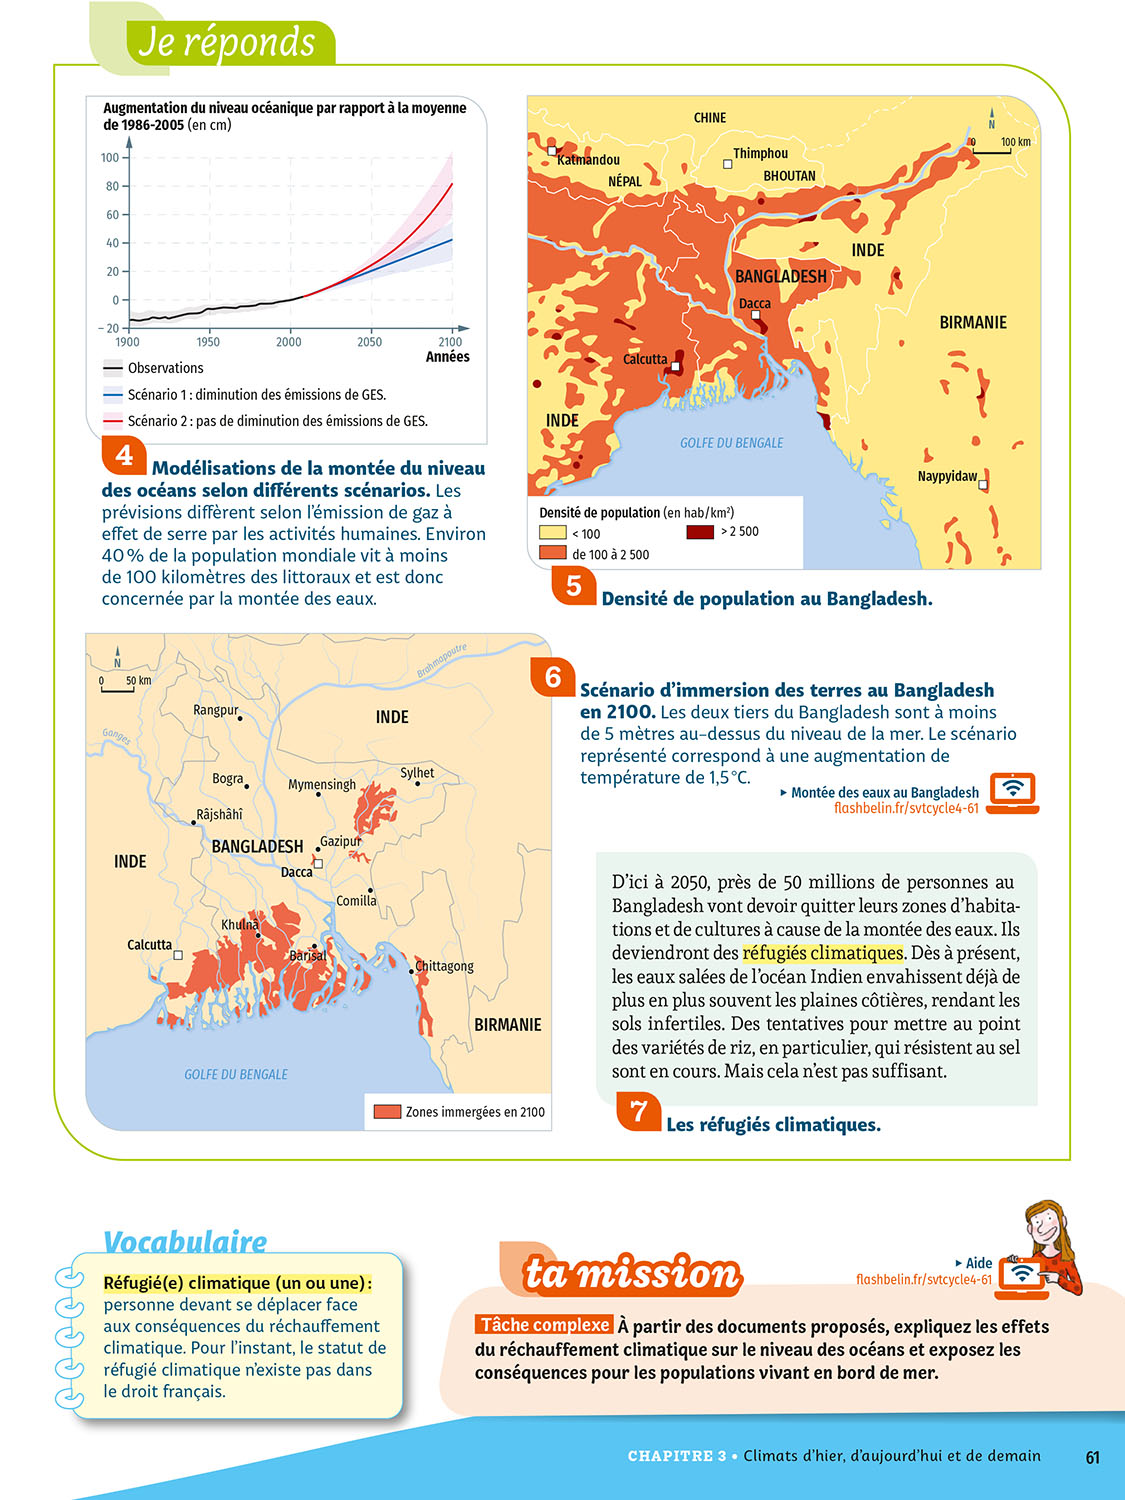 Je réponds
Augmentation du niveau océanique par rapport à la moyenne
de 1986-2005 (en cm)
100
80
60
40
20
0
– 20
1900
1950
2000
2050
2100
Années
Observations
Scénario 1 : diminution des émissions de GES.
Scénario 2 : pas de diminution des émissions de GES.
4 Modélisations de la montée du niveau
des océans selon différents scénarios. Les
prévisions diffèrent selon l’émission de gaz à
effet de serre par les activités humaines. Environ
40 % de la population mondiale vit à moins
de 100 kilomètres des littoraux et est donc
concernée par la montée des eaux.
CHINE
N
0 100 km
Katmandou
Thimphou
NÉPAL
BHOUTAN
INDE
BANGLADESH
Dacca
BIRMANIE
Calcutta
INDE
GOLFE DU BENGALE
Naypyidaw
Densité de population (en hab/km²)
< 100
> 2 500
de 100 à 2 500
5 Densité de population au Bangladesh.
N
0 50 km
Brahmapoutre
Rangpur
INDE
Ganges
Bogra
Mymensingh
Sylhet
Râjshâhî
BANGLADESH
Gazipur
INDE
Dacca
Comilla
Khulnâ
Calcutta
Barisal
Chittagong
BIRMANIE
GOLFE DU BENGALE
Zones immergées en 2100
6 Scénario d’immersion des terres au Bangladesh
en 2100. Les deux tiers du Bangladesh sont à moins
de 5 mètres au-dessus du niveau de la mer. Le scénario
représenté correspond à une augmentation de
température de 1,5 °C.
▸ Montée des eaux au Bangladesh
flashbelin.fr/svtcycle4-61
D’ici à 2050, près de 50 millions de personnes au
Bangladesh vont devoir quitter leurs zones d’habita-
tions et de cultures à cause de la montée des eaux. Ils
deviendront des réfugiés climatiques. Dès à présent,
les eaux salées de l’océan Indien envahissent déjà de
plus en plus souvent les plaines côtières, rendant les
sols infertiles. Des tentatives pour mettre au point
des variétés de riz, en particulier, qui résistent au sel
sont en cours. Mais cela n’est pas suffisant.
7 Les réfugiés climatiques.
Vocabulaire
Réfugié(e) climatique (un ou une) :
personne devant se déplacer face
aux conséquences du réchauffement
climatique. Pour l’instant, le statut de
réfugié climatique n’existe pas dans
le droit français.
ta mission
▸ Aide
flashbelin.fr/svtcycle4-61
Tâche complexe À partir des documents proposés, expliquez les effets
du réchauffement climatique sur le niveau des océans et exposez les
conséquences pour les populations vivant en bord de mer.
CHAPITRE 3 • Climats d’hier, d’aujourd’hui et de demain 61